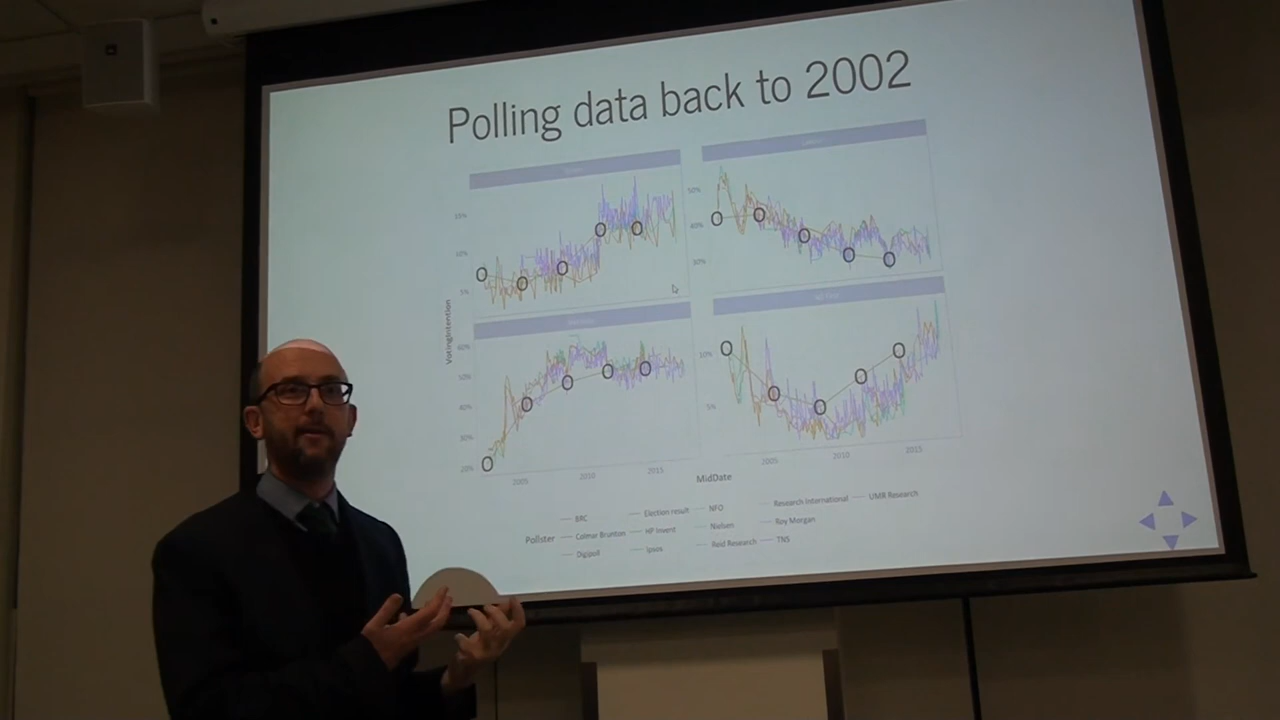 Polling data back to 2002
15%
10%
5%
50%
40%
30%
VotingIntention
60%
50%
40%
30%
20%
10%
5%
2005 2010 2015
2005 2010 2015
MidDate
Pollster
BRC Election result NFO Research International UMR Research
Colmar Brunton HP Invent Nielsen Roy Morgan
Digipoll Ipsos Reid Research TNS